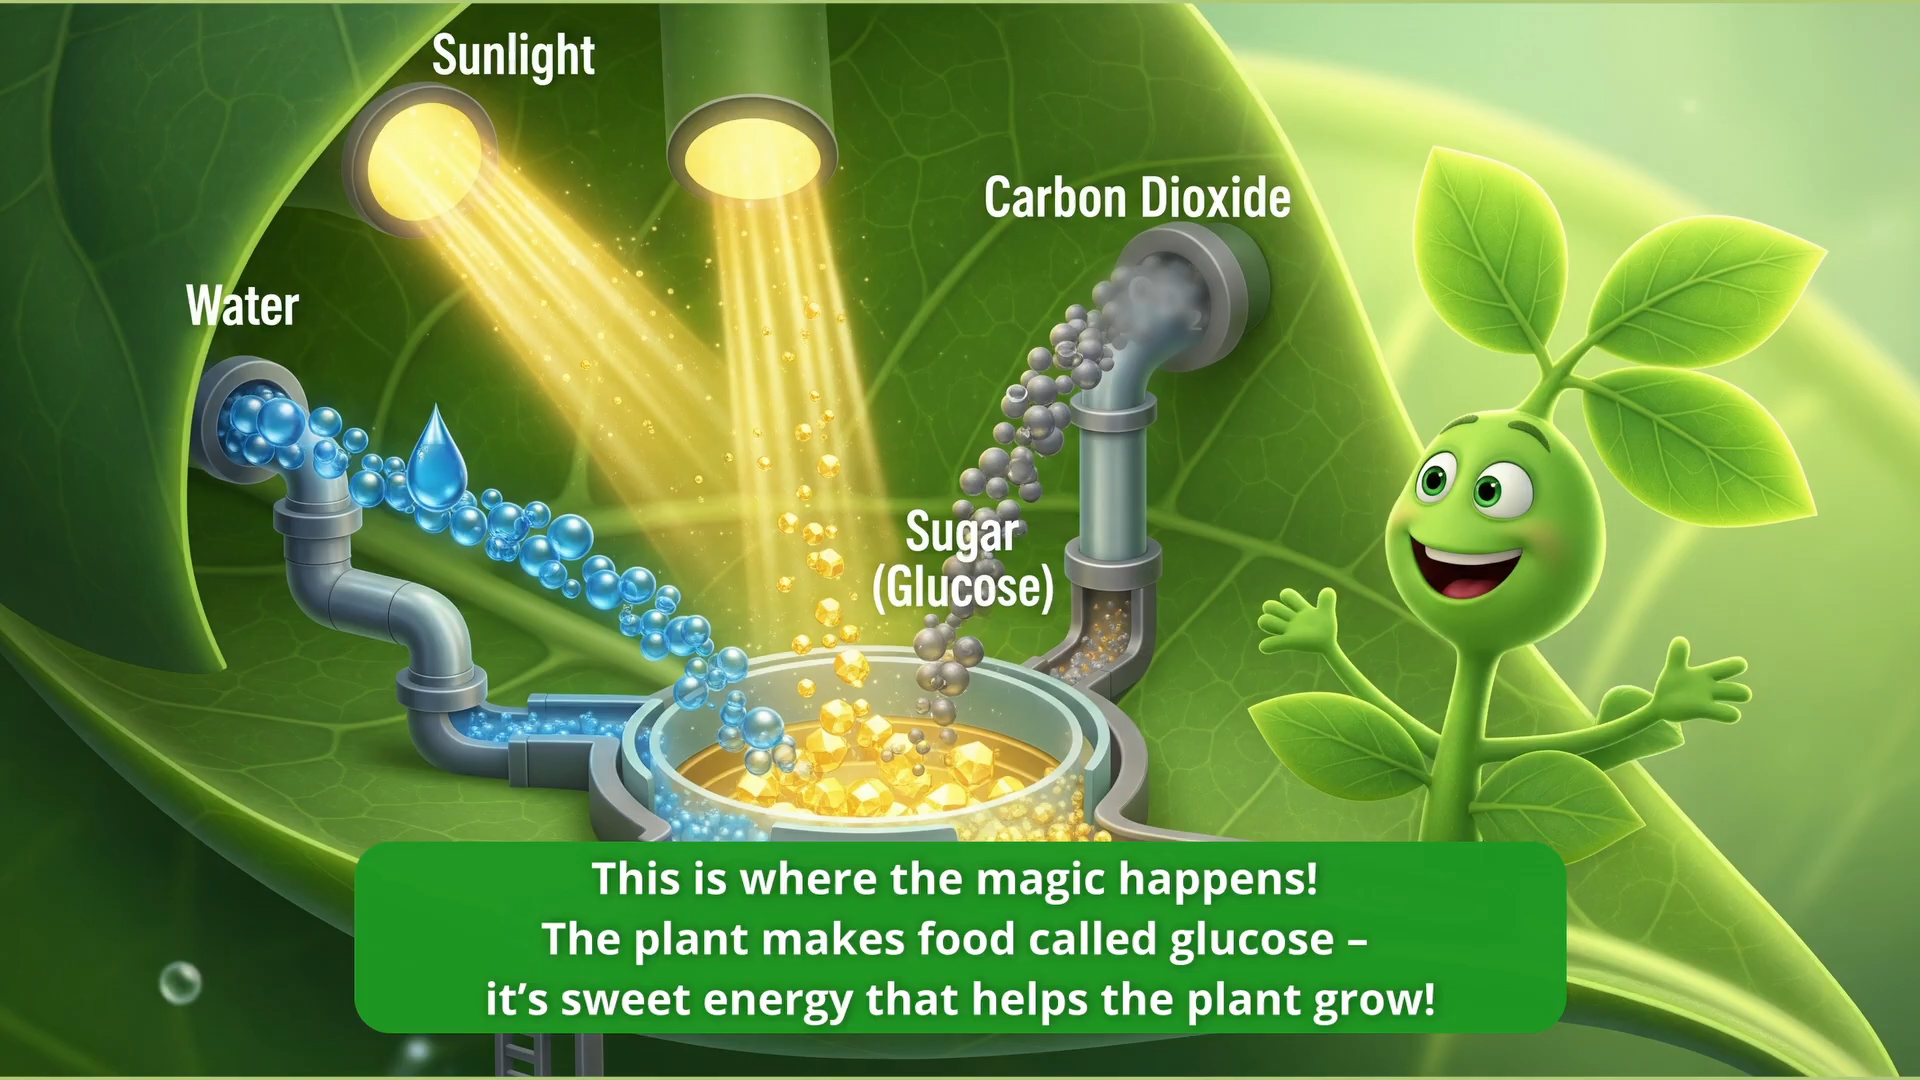 Sunlight
Carbon Dioxide
Water
Sugar
(Glucose)
This is where the magic happens!
The plant makes food called glucose –
it’s sweet energy that helps the plant grow!